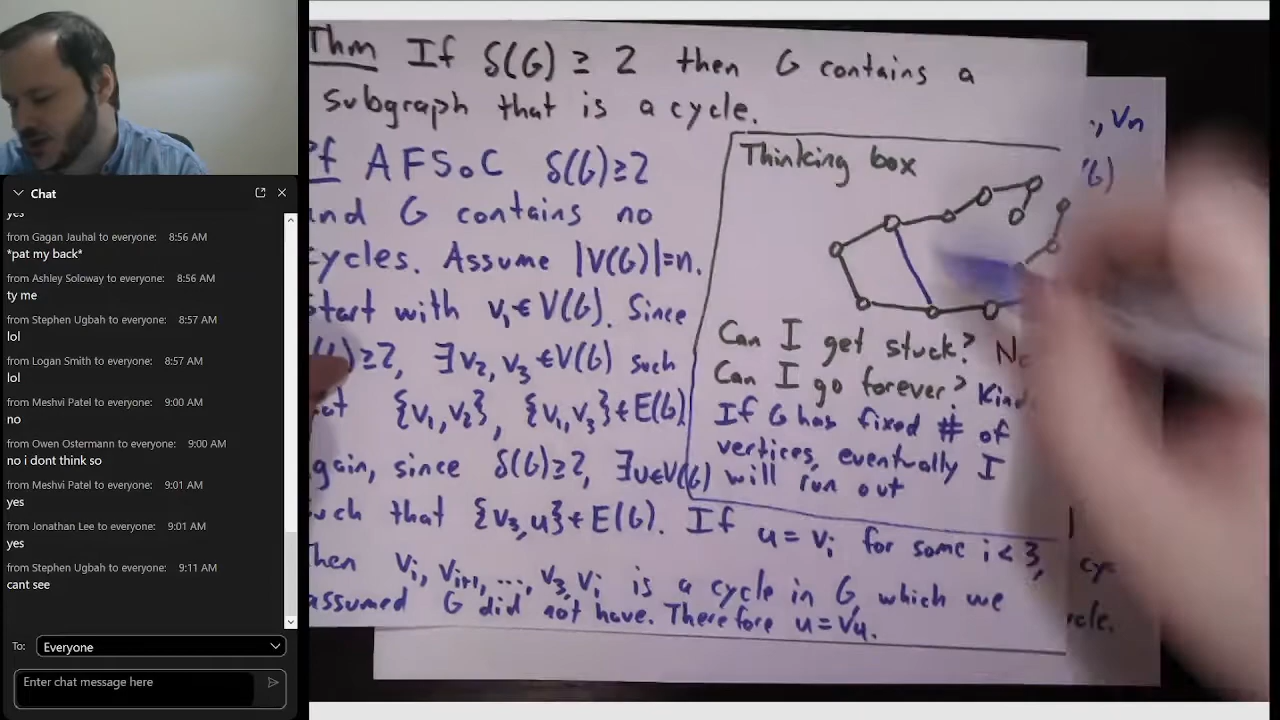 Chat
yes
from Gagan Jauhal to everyone: 8:56 AM
*pat my back*
from Ashley Soloway to everyone: 8:56 AM
ty me
from Stephen Ugbah to everyone: 8:57 AM
lol
from Logan Smith to everyone: 8:57 AM
lol
from Meshvi Patel to everyone: 9:00 AM
no
from Owen Ostermann to everyone: 9:00 AM
no i dont think so
from Meshvi Patel to everyone: 9:01 AM
yes
from Jonathan Lee to everyone: 9:01 AM
yes
from Stephen Ugbah to everyone: 9:11 AM
cant see
To: Everyone
Enter chat message here
Thm If δ(G) ≥ 2 then G contains a
subgraph that is a cycle.
Pf AFSoC δ(G)≥2
and G contains no
cycles. Assume |V(G)|=n.
Start with v₁∈V(G). Since
≥2, ∃v₂,v₃∈V(G) such
{v₁,v₂}, {v₁,v₃}∈E(G)
again, since δ(G)≥2, ∃u∈V(G)
such that {v₃,u}∈E(G). If u=vᵢ for some i<3,
Then vᵢ, vᵢ₊₁, ..., v₃, vᵢ is a cycle in G, which we
assumed G did not have. Therefore u=v₄.
Thinking box
Can I get stuck? No
Can I go forever? Kind
If G has fixed # of
vertices, eventually I
will run out
., vₙ
G)
cyc
cle.